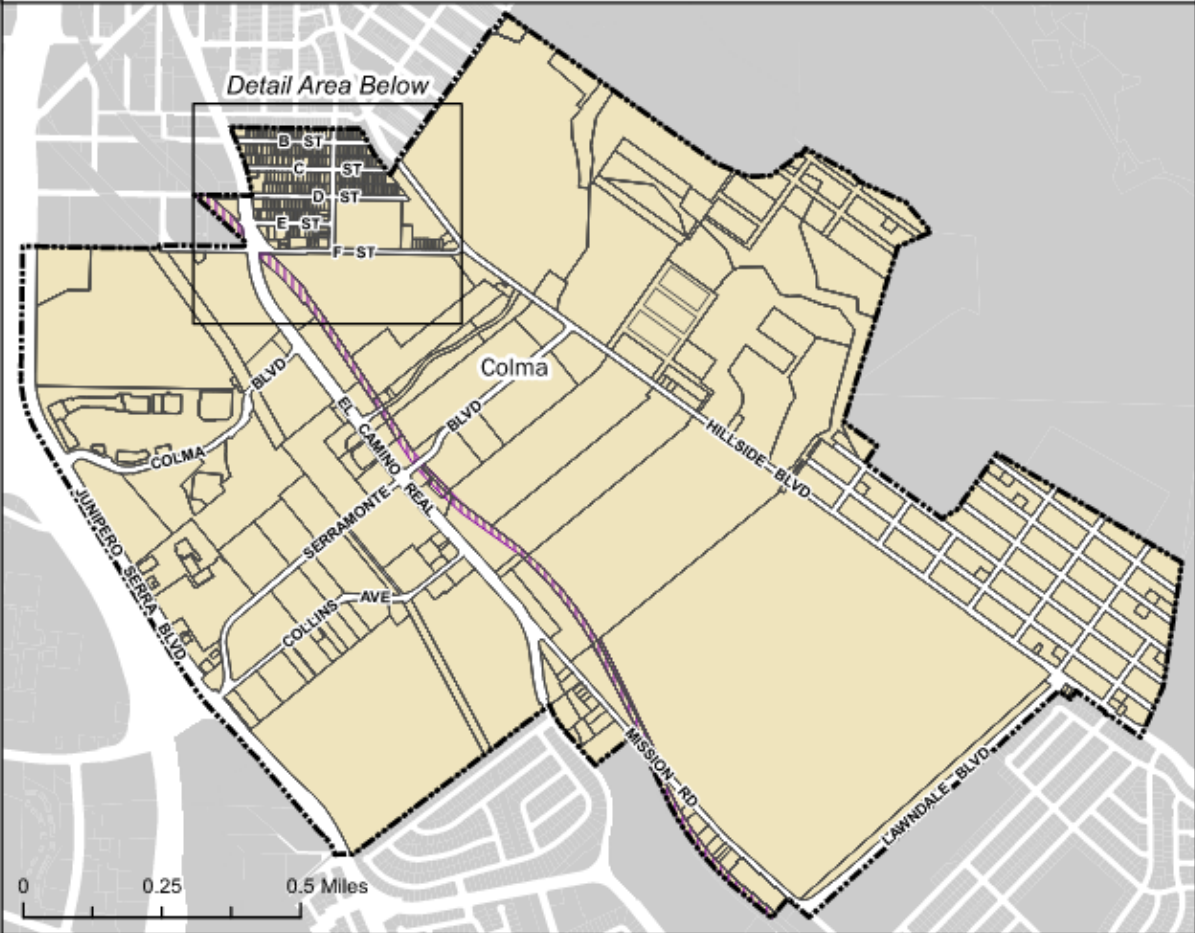 Detail Area Below
B ST
C ST
D ST
E ST
F ST
Colma
BLVD
COLMA
EL CAMINO REAL
BLVD
SERRAMONTE
HILLSIDE BLVD
JUNIPERO SERRA BLVD
COLLINS AVE
MISSION RD
LAWNDALE BLVD
0 0.25 0.5 Miles